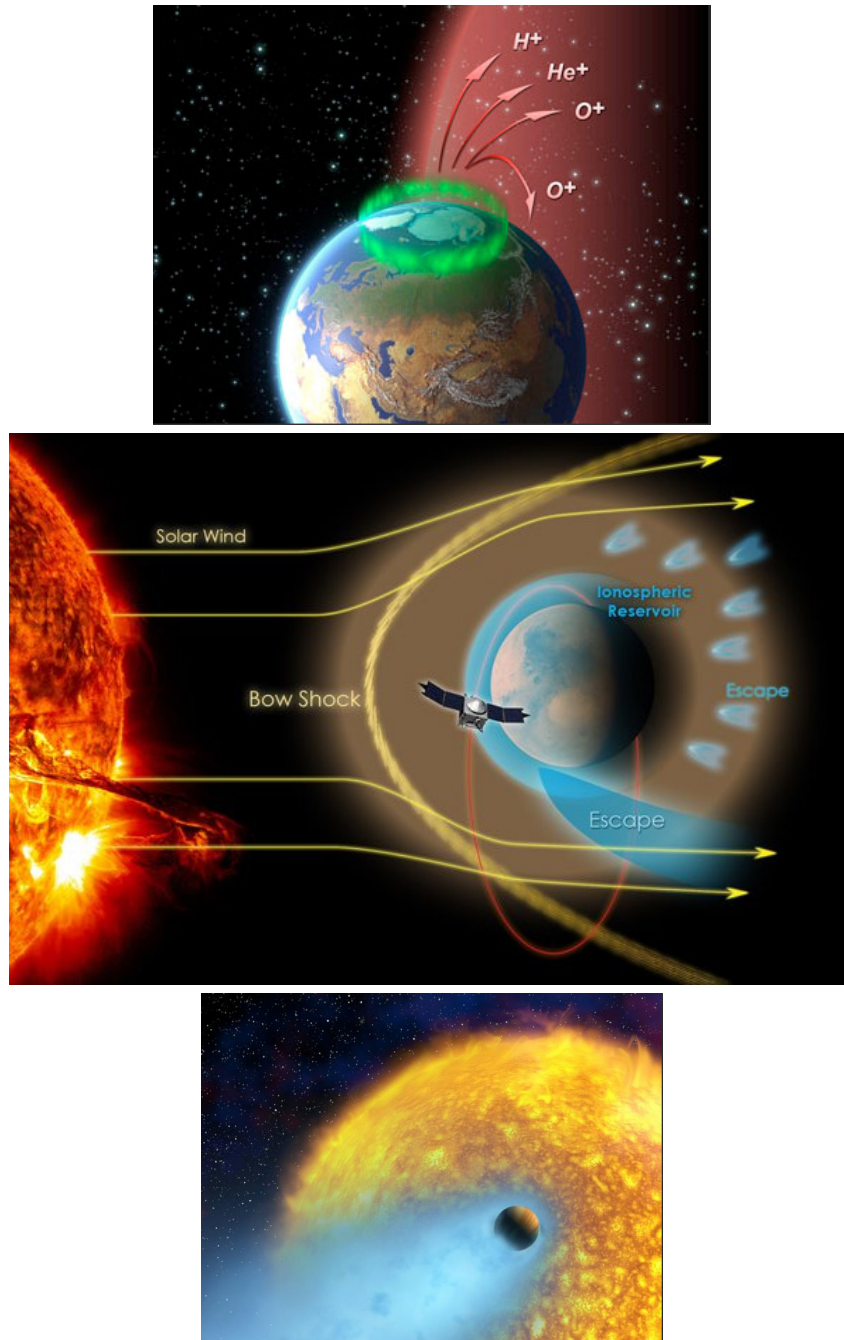 H+
He+
O+
O+
Solar Wind
Ionospheric
Reservoir
Bow Shock
Escape
Escape